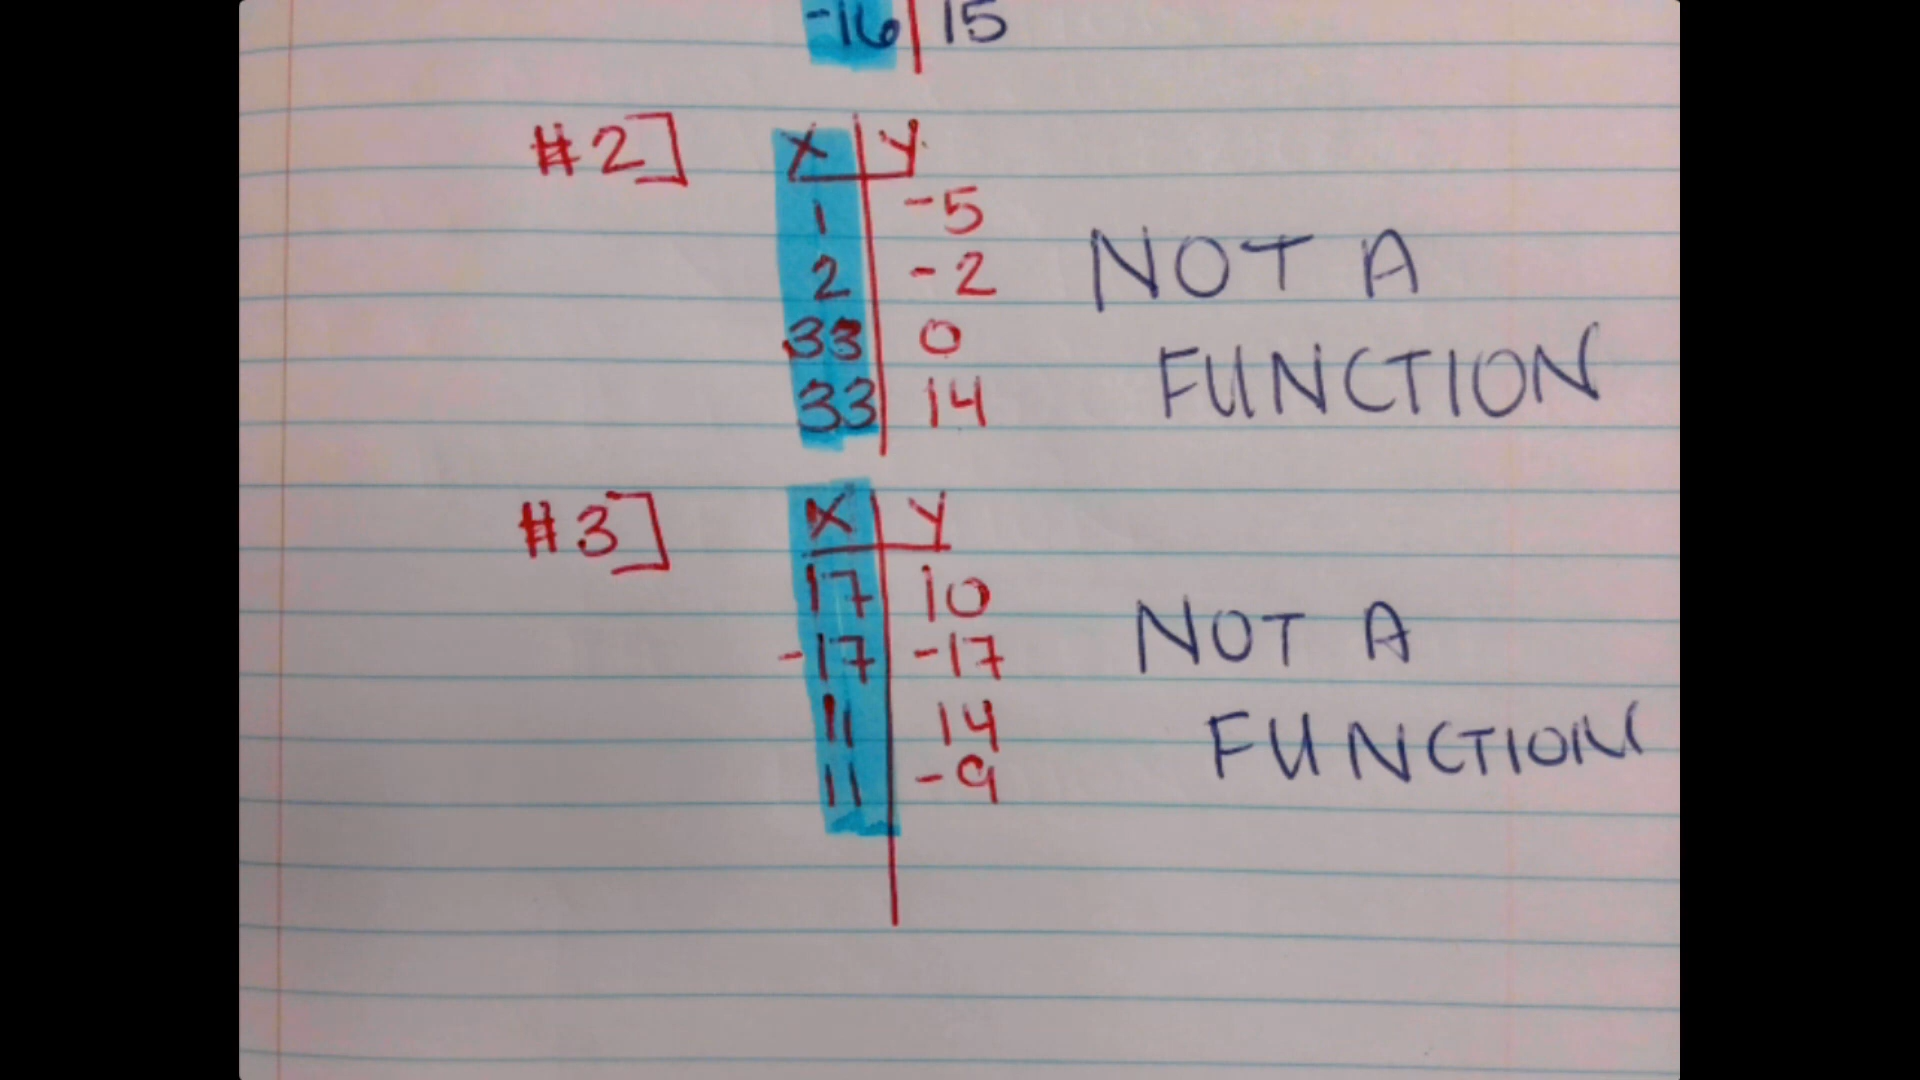 -16 15
#2] X Y
1 -5
2 -2
33 0
33 14
NOT A
FUNCTION
#3] X Y
17 10
-17 -17
11 14
11 -9
NOT A
FUNCTION